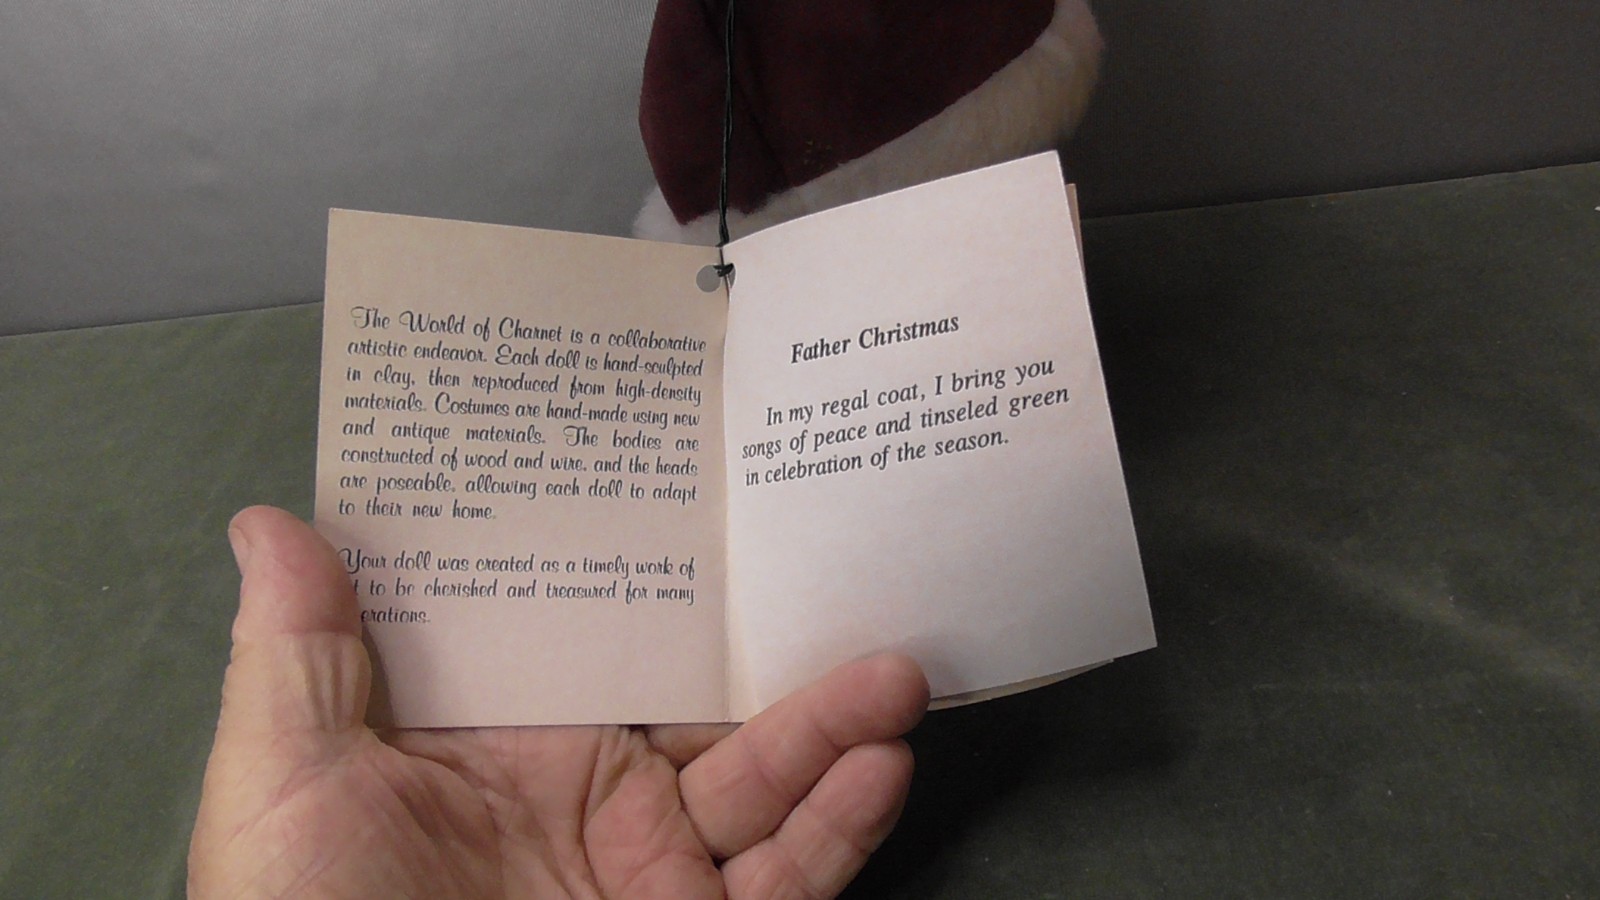 The World of Charnet is a collaborative
artistic endeavor. Each doll is hand-sculpted
in clay, then reproduced from high-density
materials. Costumes are hand-made using new
and antique materials. The bodies are
constructed of wood and wire, and the heads
are poseable, allowing each doll to adapt
to their new home.
Your doll was created as a timely work of
to be cherished and treasured for many
Father Christmas
In my regal coat, I bring you
songs of peace and tinseled green
in celebration of the season.